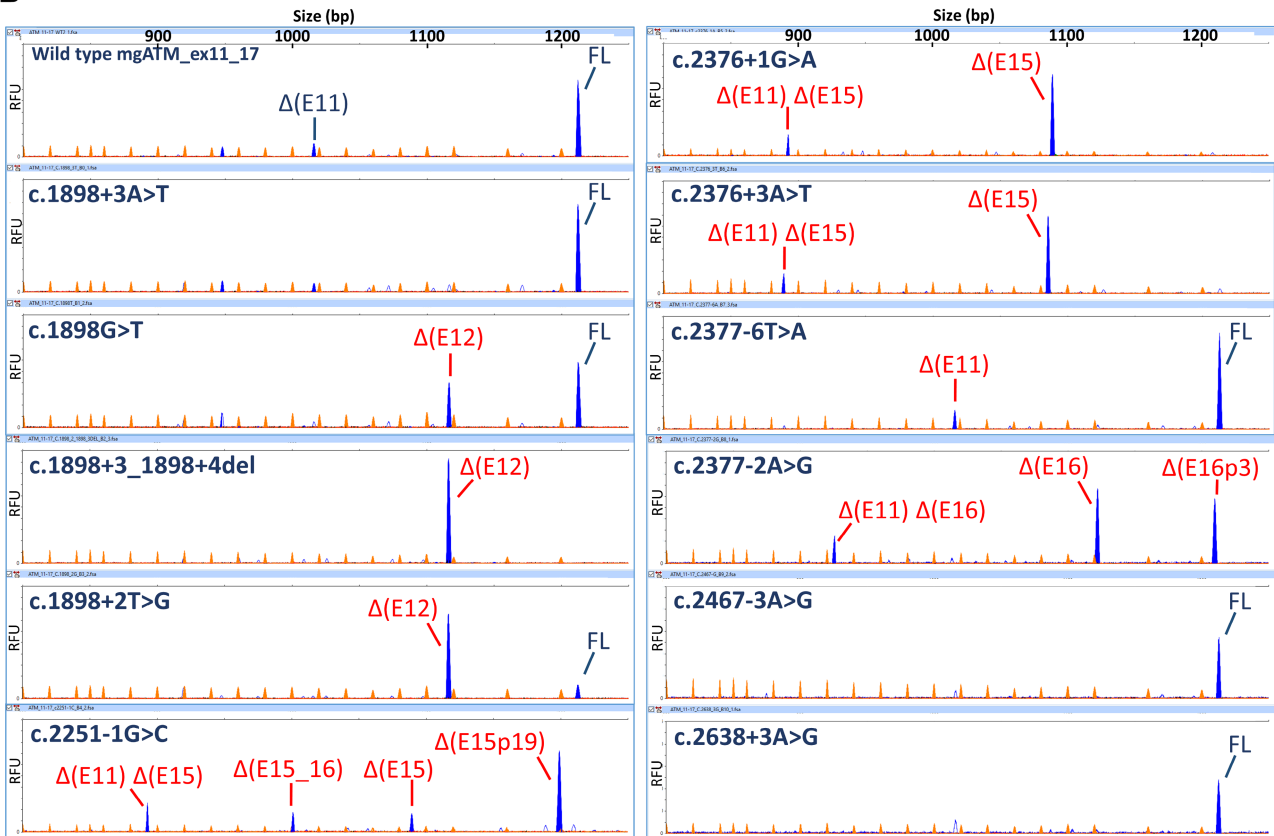 Size (bp)
900 1000 1100 1200
Wild type mgATM_ex11_17
FL
Δ(E11)
RFU
c.1898+3A>T
FL
RFU
c.1898G>T
Δ(E12)
FL
RFU
c.1898+3_1898+4del
Δ(E12)
RFU
c.1898+2T>G
Δ(E12)
FL
RFU
c.2251-1G>C
Δ(E11) Δ(E15)
Δ(E15_16)
Δ(E15)
Δ(E15p19)
RFU
Size (bp)
900 1000 1100 1200
c.2376+1G>A
Δ(E15)
Δ(E11) Δ(E15)
RFU
c.2376+3A>T
Δ(E15)
Δ(E11) Δ(E15)
RFU
c.2377-6T>A
FL
Δ(E11)
RFU
c.2377-2A>G
Δ(E16)
Δ(E16p3)
Δ(E11) Δ(E16)
RFU
c.2467-3A>G
FL
RFU
c.2638+3A>G
FL
RFU